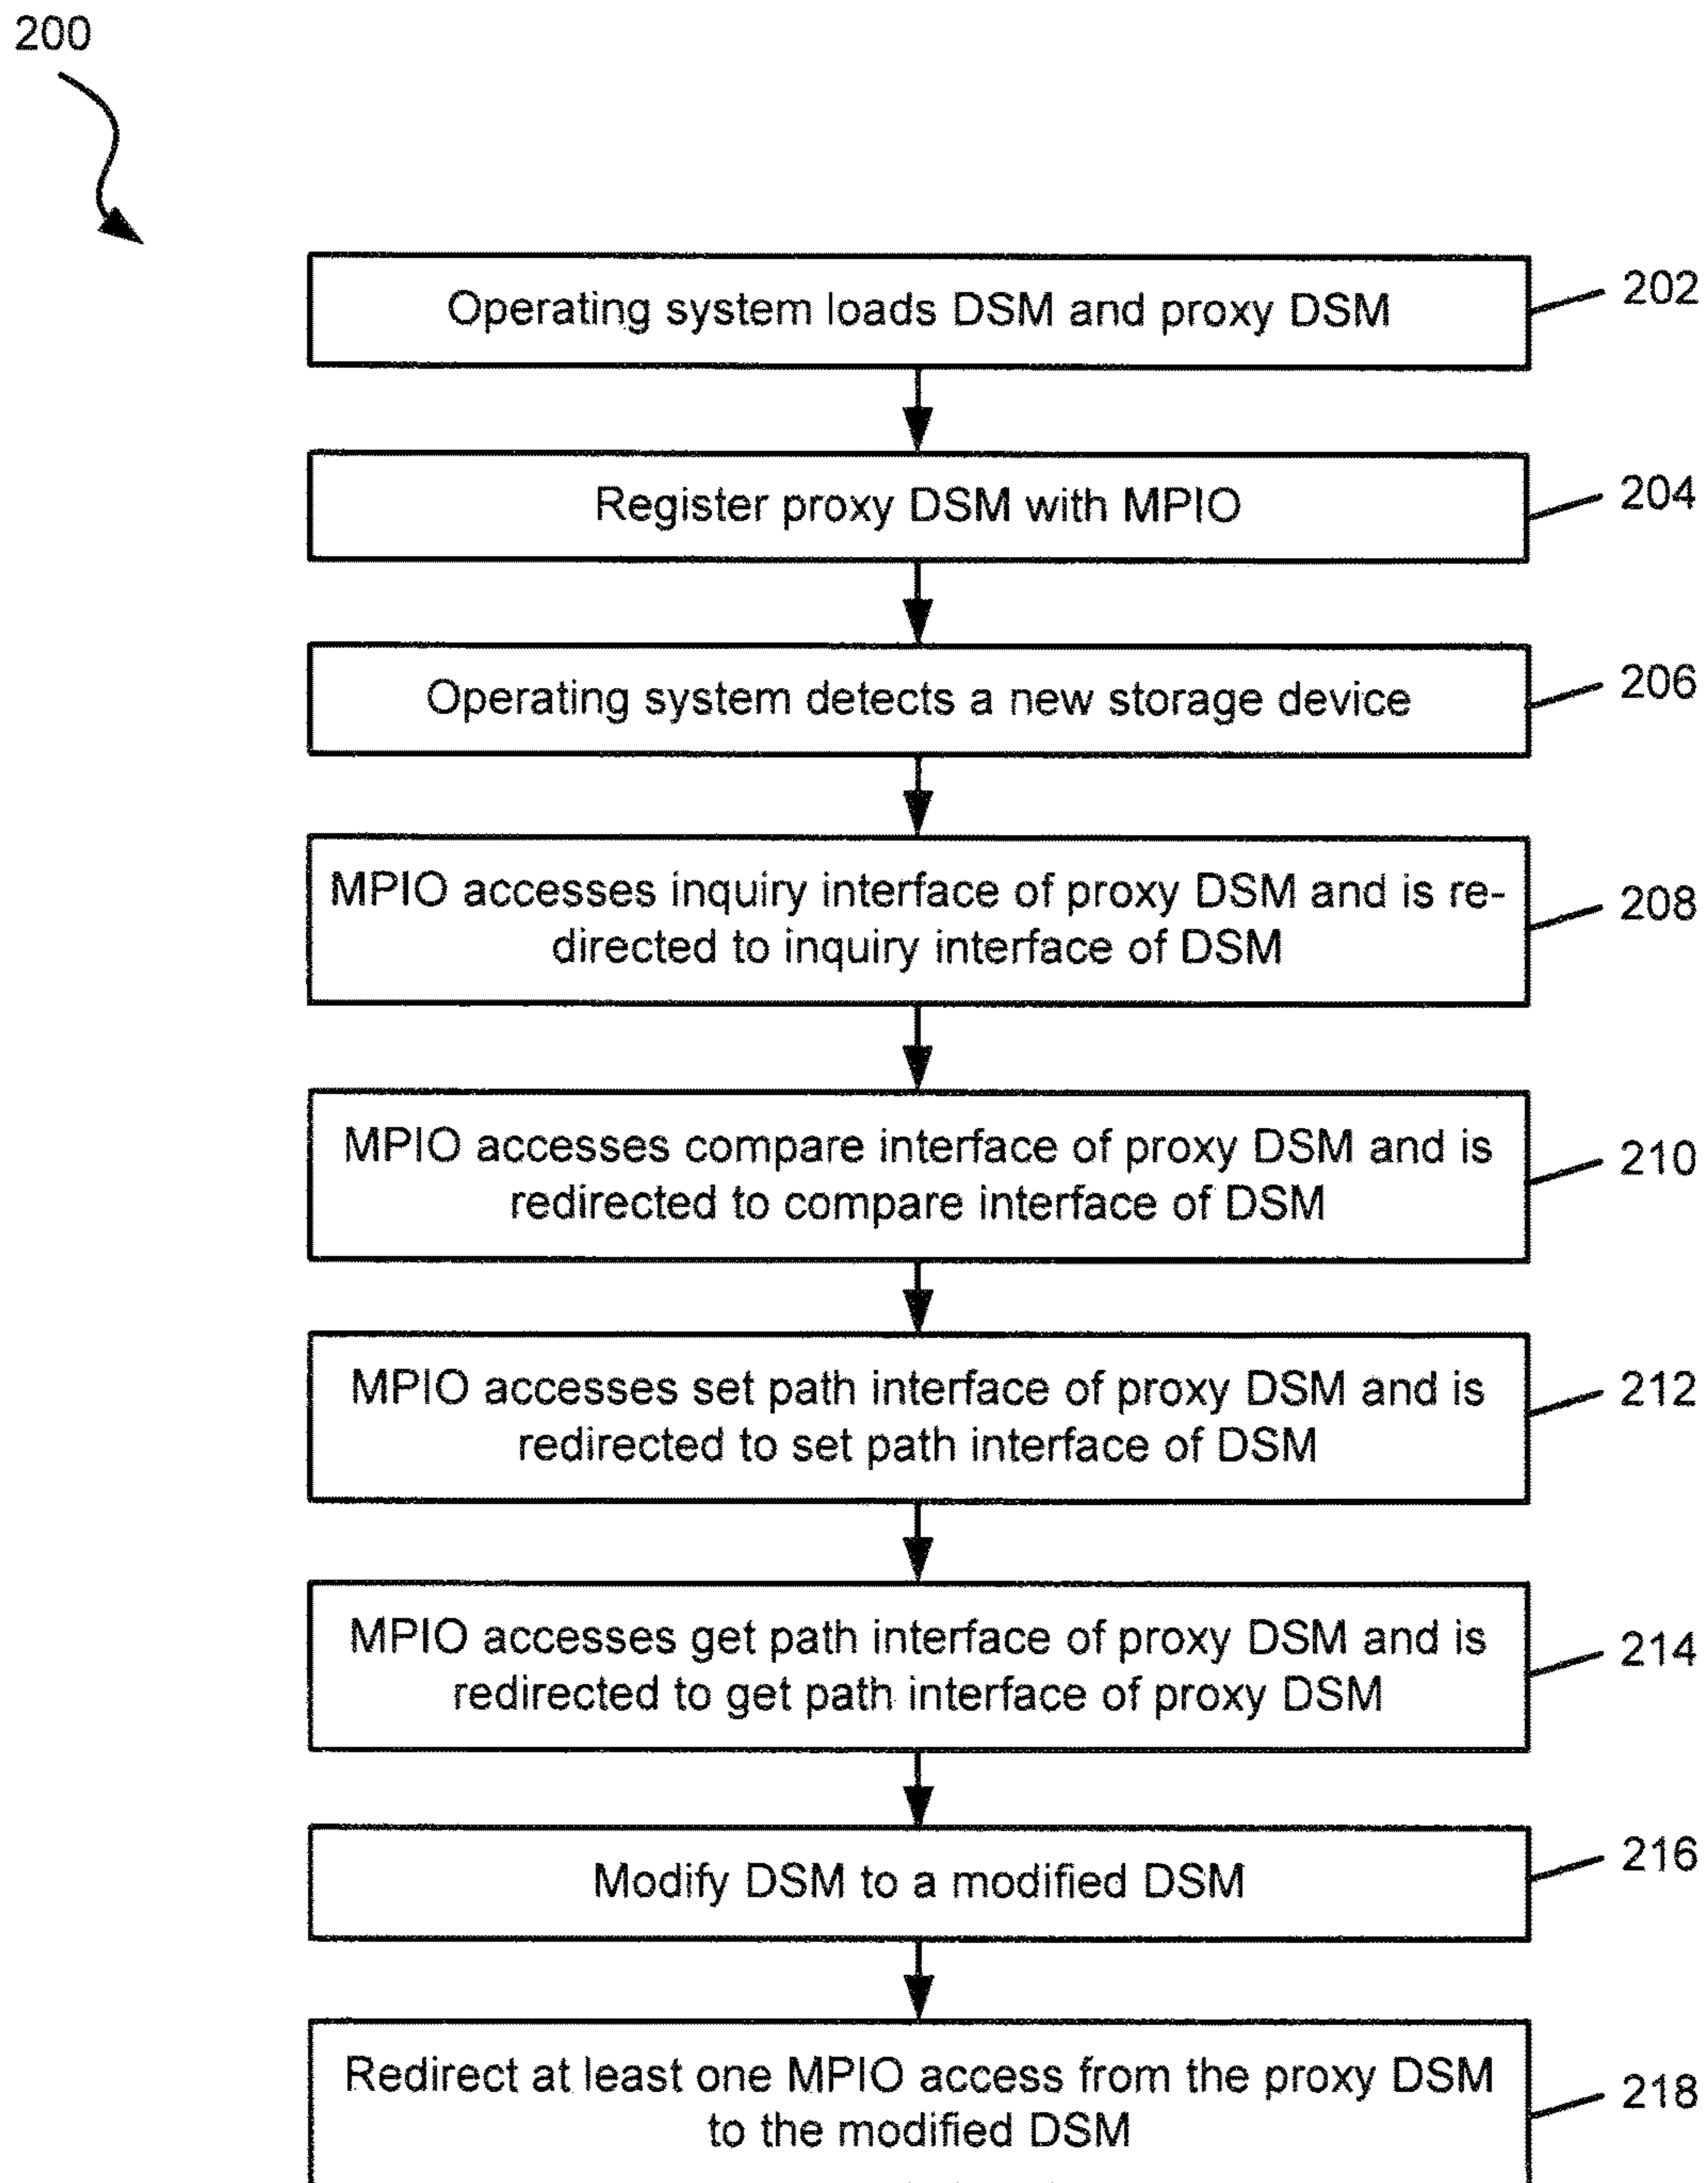 200
Operating system loads DSM and proxy DSM
202
Register proxy DSM with MPIO
204
Operating system detects a new storage device
206
MPIO accesses inquiry interface of proxy DSM and is re-
directed to inquiry interface of DSM
208
MPIO accesses compare interface of proxy DSM and is
redirected to compare interface of DSM
210
MPIO accesses set path interface of proxy DSM and is
redirected to set path interface of DSM
212
MPIO accesses get path interface of proxy DSM and is
redirected to get path interface of proxy DSM
214
Modify DSM to a modified DSM
216
Redirect at least one MPIO access from the proxy DSM
to the modified DSM
218